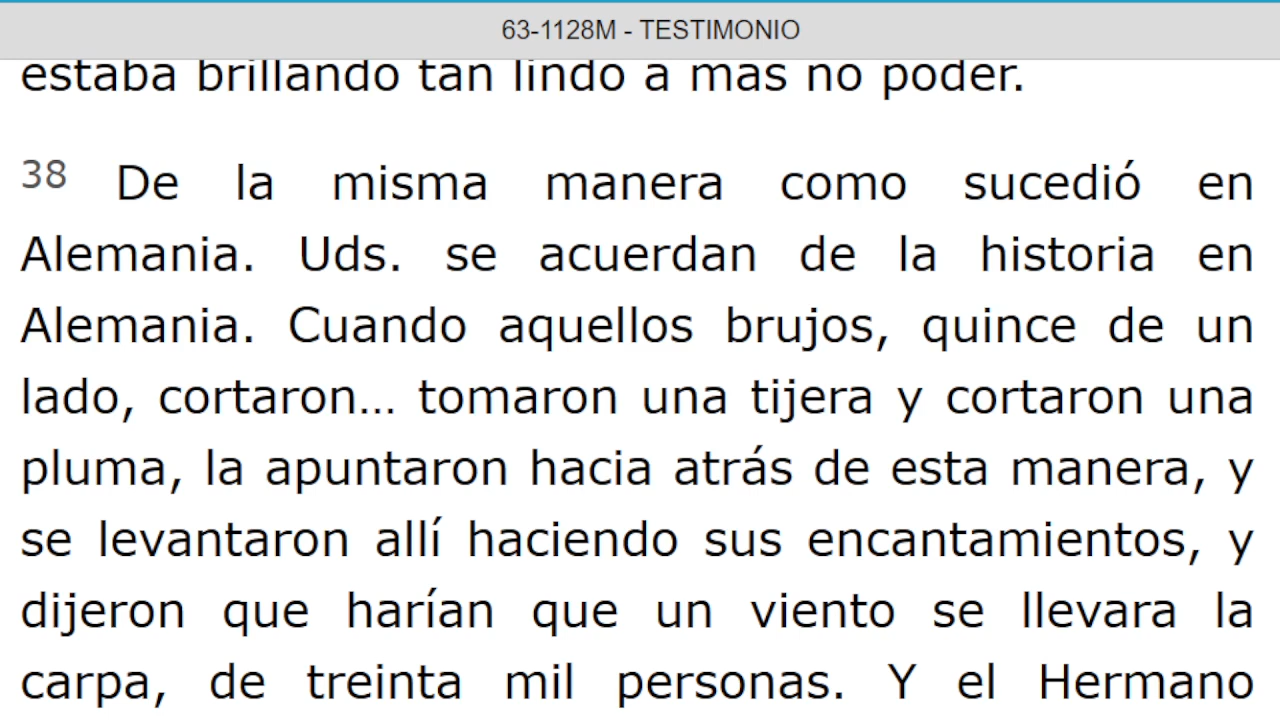 63-1128M - TESTIMONIO
estaba brillando tan lindo a más no poder.
38 De la misma manera como sucedió en
Alemania. Uds. se acuerdan de la historia en
Alemania. Cuando aquellos brujos, quince de un
lado, cortaron... tomaron una tijera y cortaron una
pluma, la apuntaron hacia atrás de esta manera, y
se levantaron allí haciendo sus encantamientos, y
dijeron que harían que un viento se llevara la
carpa, de treinta mil personas. Y el Hermano